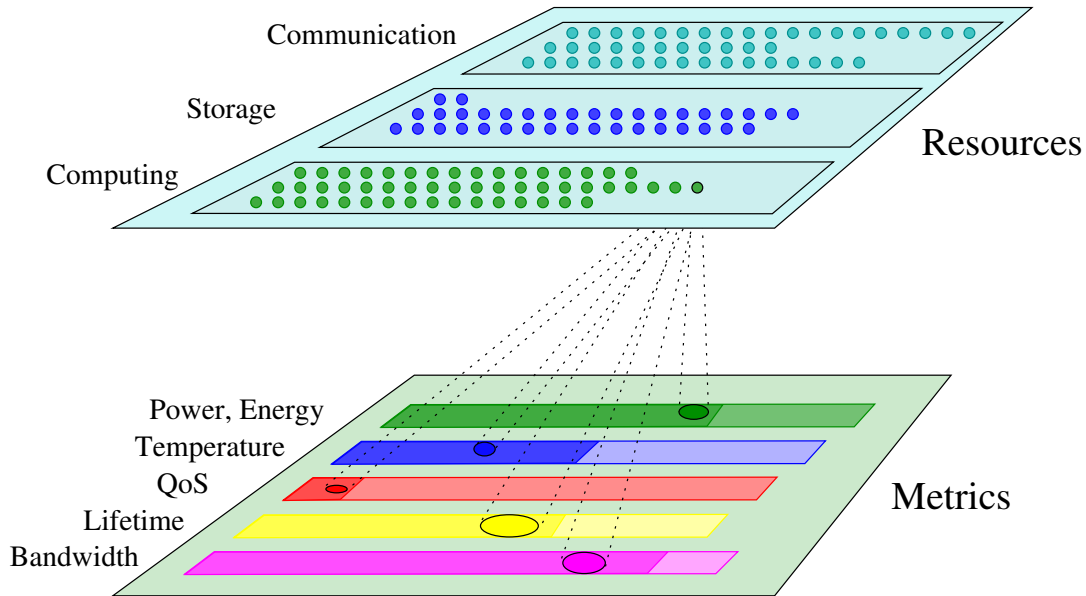 Communication
Storage
Resources
Computing
Power, Energy
Temperature
QoS
Metrics
Lifetime
Bandwidth